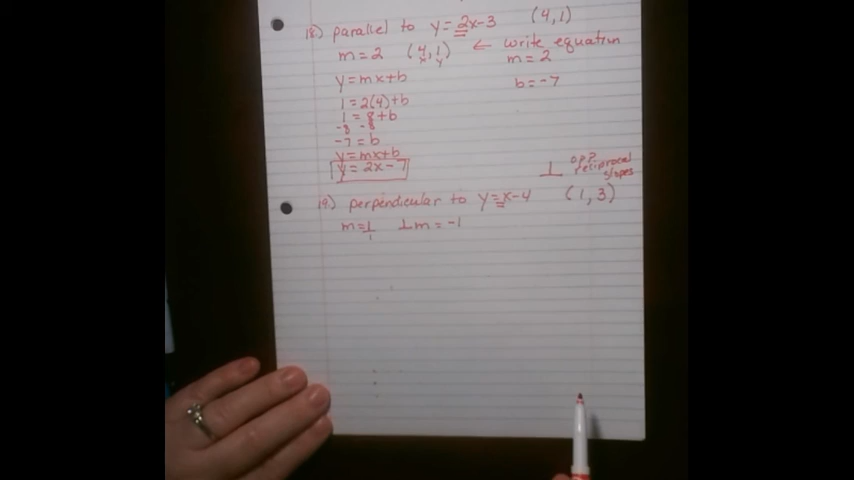 18.) parallel to y = 2x-3 (4,1)
m = 2 (4,1) ← write equation
x y m = 2
y = mx+b
b = -7
1 = 2(4)+b
1 = 8+b
-8 -8
-7 = b
y = mx+b
y = 2x-7
⊥ opp. reciprocal slopes
19.) perpendicular to y = x-4 (1,3)
m = 1/1 ⊥m = -1